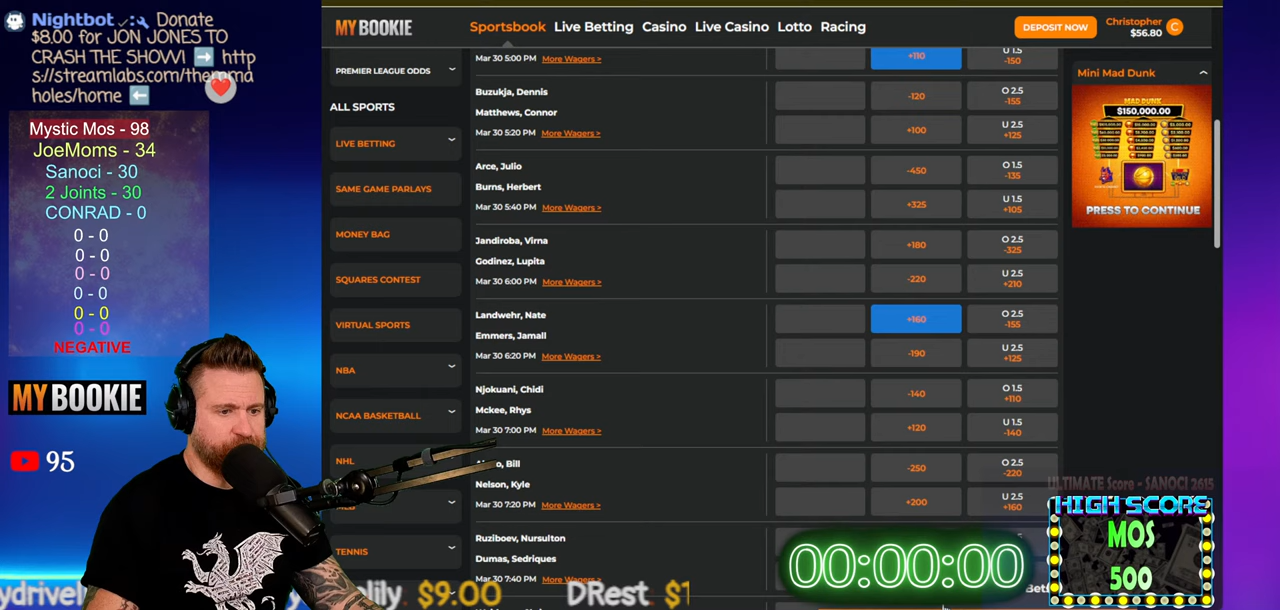 Nightbot Donate
$8.00 for JON JONES TO
CRASH THE SHOW! ➡ http
s://streamlabs.com/themma
holes/home ⬅
Mystic Mos - 98
JoeMoms - 34
Sanoci - 30
2 Joints - 30
CONRAD - 0
0 - 0
0 - 0
0 - 0
0 - 0
0 - 0
0 - 0
NEGATIVE
MYBOOKIE
95
MYBOOKIE
Sportsbook Live Betting Casino Live Casino Lotto Racing
DEPOSIT NOW
Christopher
$56.80
C
PREMIER LEAGUE ODDS
ALL SPORTS
LIVE BETTING
SAME GAME PARLAYS
MONEY BAG
SQUARES CONTEST
VIRTUAL SPORTS
NBA
NCAA BASKETBALL
NHL
TENNIS
Mar 30 5:00 PM More Wagers >
+110
U 1.5
-150
Buzukja, Dennis
Matthews, Connor
Mar 30 5:20 PM More Wagers >
-120
O 2.5
-155
+100
U 2.5
+125
Arce, Julio
Burns, Herbert
Mar 30 5:40 PM More Wagers >
-450
O 1.5
-135
+325
U 1.5
+105
Jandiroba, Virna
Godinez, Lupita
Mar 30 6:00 PM More Wagers >
+180
O 2.5
-325
-220
U 2.5
+210
Landwehr, Nate
Emmers, Jamall
Mar 30 6:20 PM More Wagers >
+160
O 2.5
-155
-190
U 2.5
+125
Njokuani, Chidi
Mckee, Rhys
Mar 30 7:00 PM More Wagers >
-140
O 1.5
+110
+120
U 1.5
-140
Bill
Nelson, Kyle
Mar 30 7:20 PM More Wagers >
-250
O 2.5
-220
+200
U 2.5
+160
Ruziboev, Nursulton
Dumas, Sedriques
Mar 30 7:40 PM More Wagers >
Mini Mad Dunk
MAD DUNK
$150,000.00
PRESS TO CONTINUE
ULTIMATE Score - SANOCI 2615
HIGH SCORE
MOS
500
00:00:00
Bet
ydrively lily $9.00 DRest $1